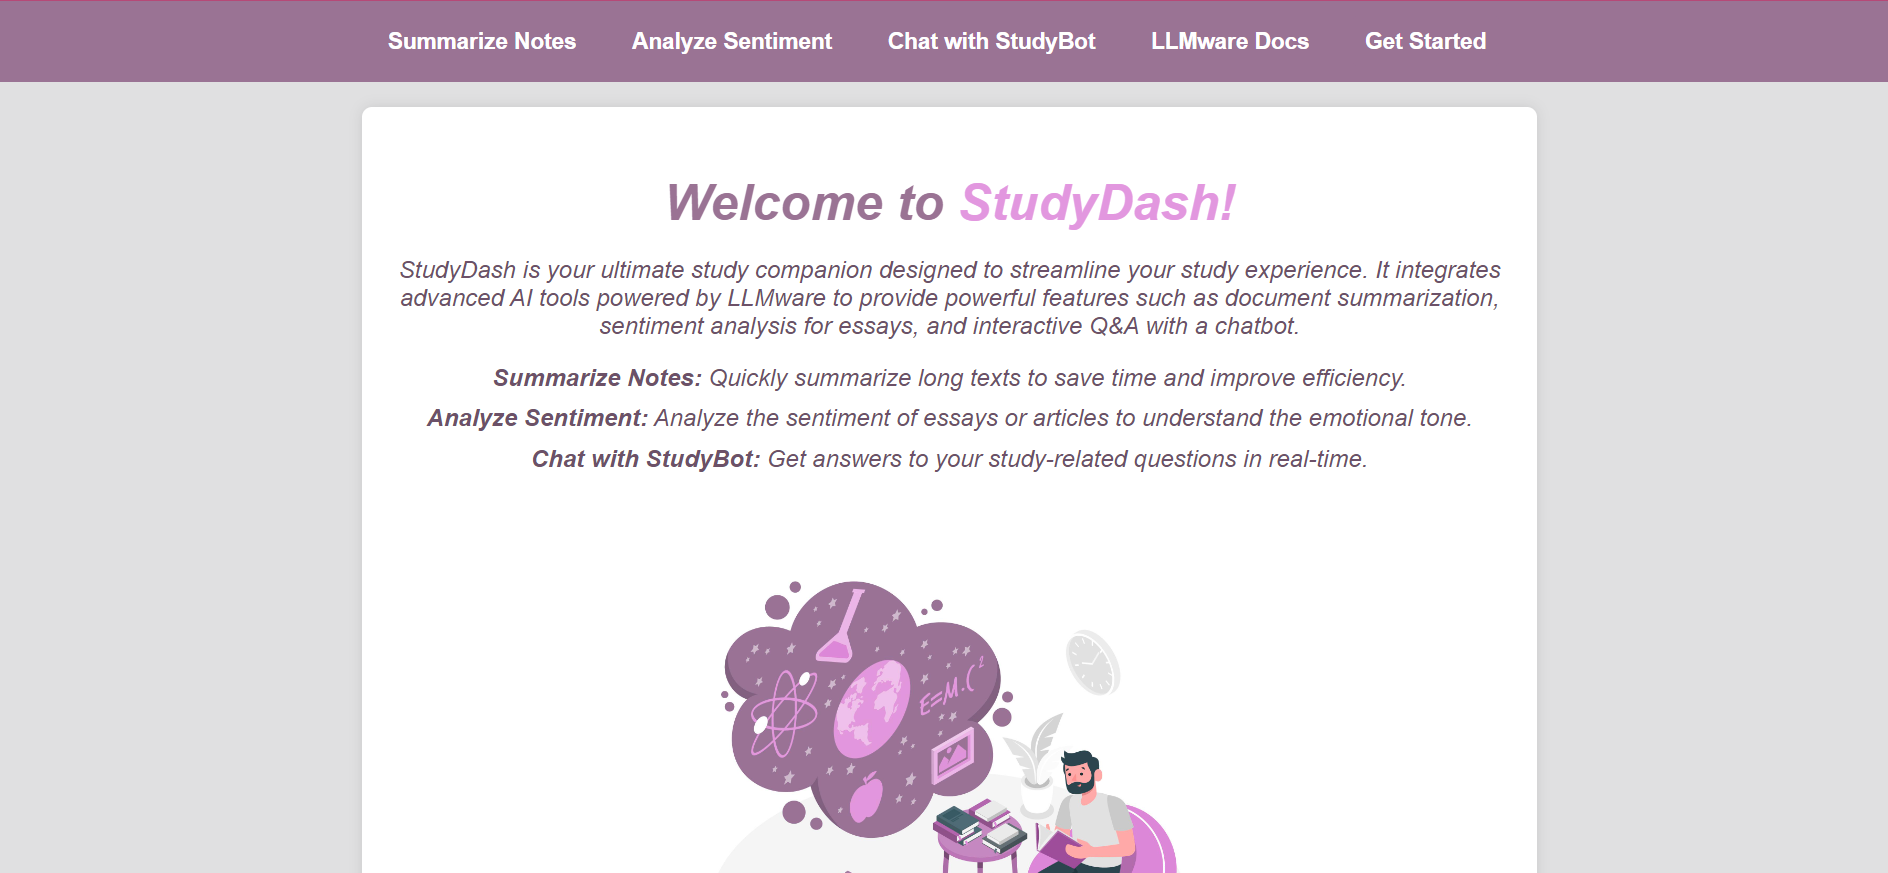 Summarize Notes Analyze Sentiment Chat with StudyBot LLMware Docs Get Started
Welcome to StudyDash!
StudyDash is your ultimate study companion designed to streamline your study experience. It integrates
advanced AI tools powered by LLMware to provide powerful features such as document summarization,
sentiment analysis for essays, and interactive Q&A with a chatbot.
Summarize Notes: Quickly summarize long texts to save time and improve efficiency.
Analyze Sentiment: Analyze the sentiment of essays or articles to understand the emotional tone.
Chat with StudyBot: Get answers to your study-related questions in real-time.
E=M.C²